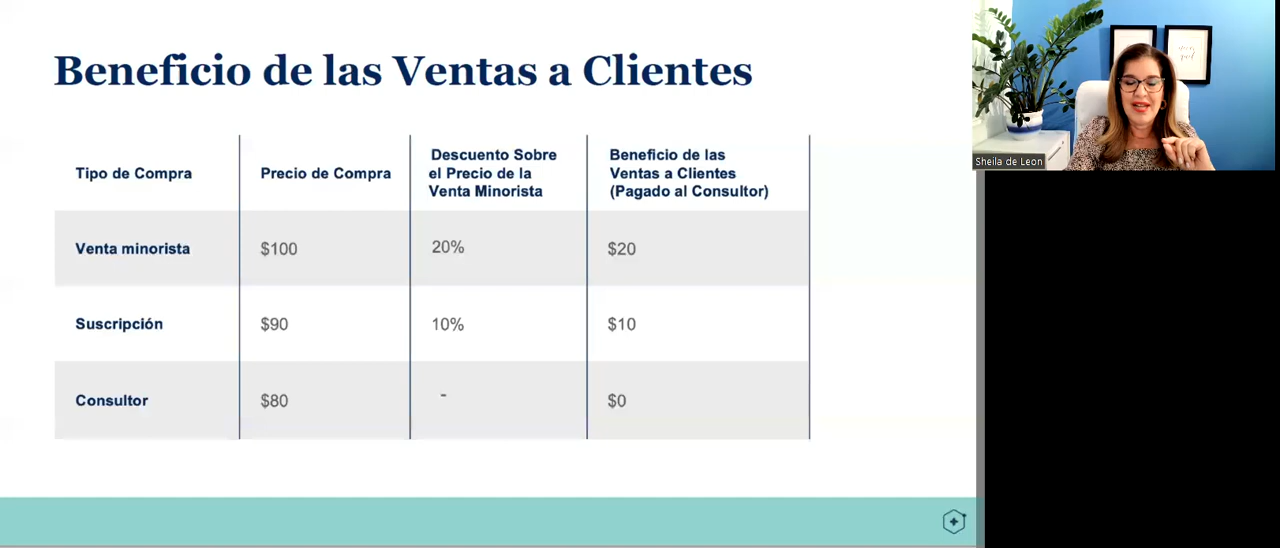 Beneficio de las Ventas a Clientes
Tipo de Compra
Precio de Compra
Descuento Sobre
el Precio de la
Venta Minorista
Beneficio de las
Ventas a Clientes
(Pagado al Consultor)
Venta minorista
$100
20%
$20
Suscripción
$90
10%
$10
Consultor
$80
-
$0
Sheila de Leon